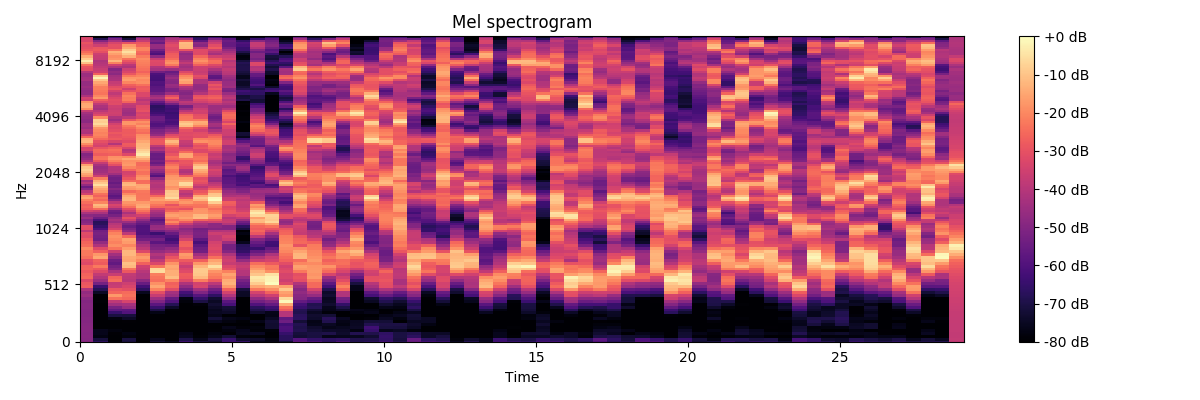 Mel spectrogram
8192
4096
2048
1024
512
0
Hz
0 5 10 15 20 25
Time
+0 dB
-10 dB
-20 dB
-30 dB
-40 dB
-50 dB
-60 dB
-70 dB
-80 dB